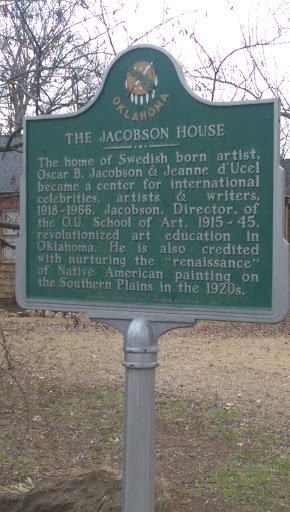 OKLAHOMA
THE JACOBSON HOUSE
The home of Swedish born artist,
Oscar B. Jacobson & Jeanne d'Ucel
became a center for international
celebrities, artists & writers,
1918-1966. Jacobson, Director, of
the O.U. School of Art, 1915-45,
revolutionized art education in
Oklahoma. He is also credited
with nurturing the "renaissance"
of Native American painting on
the Southern Plains in the 1920s.